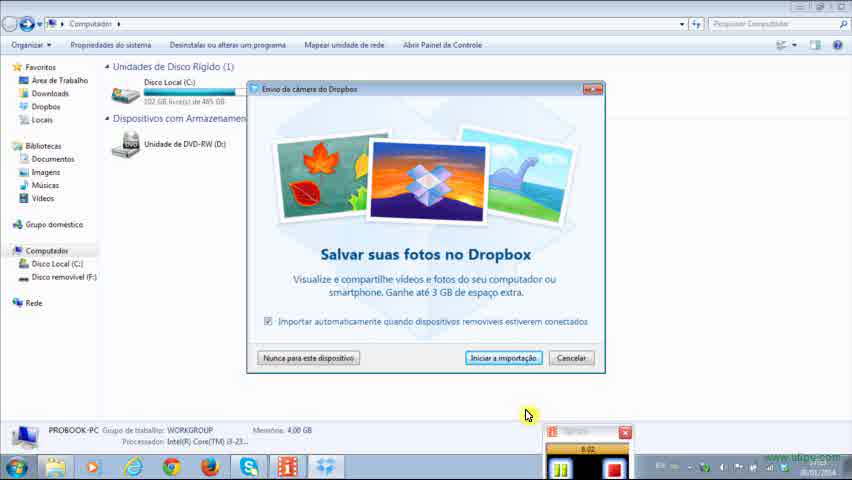 Computador
Pesquisar Computador
Organizar
Propriedades do sistema
Desinstalar ou alterar um programa
Mapear unidade de rede
Abrir Painel de Controle
Favoritos
Área de Trabalho
Downloads
Dropbox
Locais
Bibliotecas
Documentos
Imagens
Músicas
Vídeos
Grupo doméstico
Computador
Disco Local (C:)
Disco removível (F:)
Rede
Unidades de Disco Rígido (1)
Disco Local (C:)
102 GB livre(s) de 465 GB
Dispositivos com Armazenamen
Unidade de DVD-RW (D:)
Envio da câmera do Dropbox
Salvar suas fotos no Dropbox
Visualize e compartilhe vídeos e fotos do seu computador ou
smartphone. Ganhe até 3 GB de espaço extra.
Importar automaticamente quando dispositivos removíveis estiverem conectados
Nunca para este dispositivo
Iniciar a importação
Cancelar
PROBOOK-PC
Grupo de trabalho: WORKGROUP
Memória: 4,00 GB
Processador: Intel(R) Core(TM) i3-23...
8:02
www.utipu.com